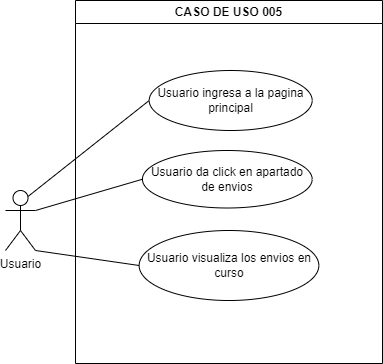 CASO DE USO 005
Usuario ingresa a la pagina
principal
Usuario da click en apartado
de envios
Usuario
Usuario visualiza los envios en
curso